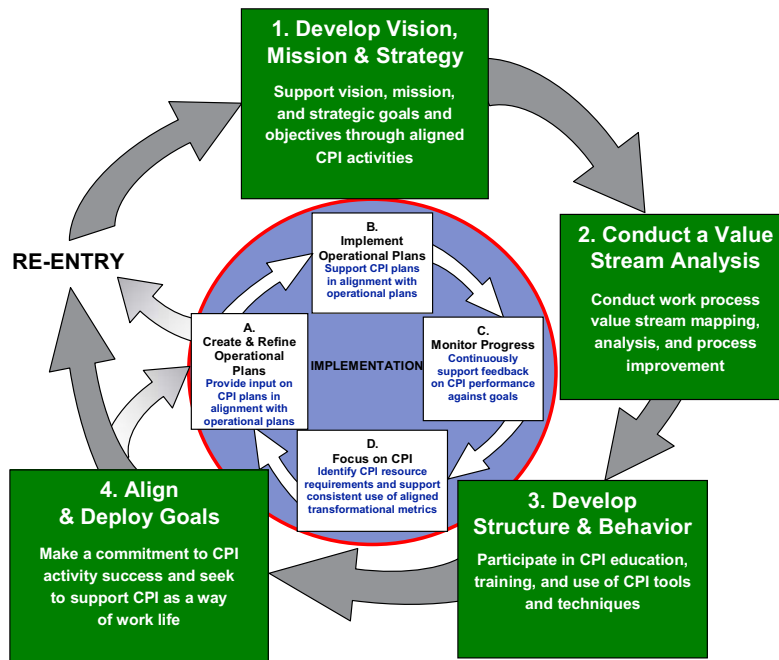 1. Develop Vision,
Mission & Strategy
Support vision, mission,
and strategic goals and
objectives through aligned
CPI activities
2. Conduct a Value
Stream Analysis
Conduct work process
value stream mapping,
analysis, and process
improvement
3. Develop
Structure & Behavior
Participate in CPI education,
training, and use of CPI tools
and techniques
4. Align
& Deploy Goals
Make a commitment to CPI
activity success and seek
to support CPI as a way
of work life
RE-ENTRY
A.
Create & Refine
Operational
Plans
Provide input on
CPI plans in
alignment with
operational plans
B.
Implement
Operational Plans
Support CPI plans
in alignment with
operational plans
C.
Monitor Progress
Continuously
support feedback
on CPI performance
against goals
D.
Focus on CPI
Identify CPI resource
requirements and support
consistent use of aligned
transformational metrics
IMPLEMENTATION